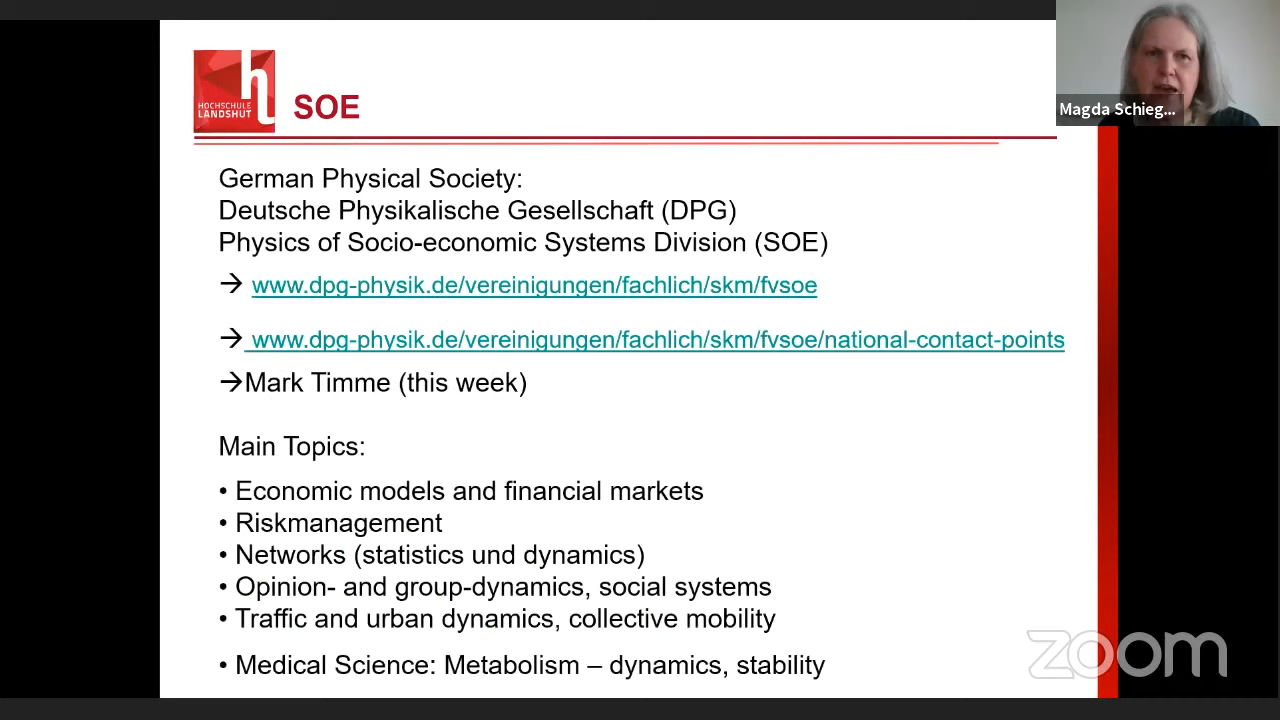 HOCHSCHULE
LANDSHUT
SOE
Magda Schieg...
German Physical Society:
Deutsche Physikalische Gesellschaft (DPG)
Physics of Socio-economic Systems Division (SOE)
→ www.dpg-physik.de/vereinigungen/fachlich/skm/fvsoe
→ www.dpg-physik.de/vereinigungen/fachlich/skm/fvsoe/national-contact-points
→Mark Timme (this week)
Main Topics:
• Economic models and financial markets
• Riskmanagement
• Networks (statistics und dynamics)
• Opinion- and group-dynamics, social systems
• Traffic and urban dynamics, collective mobility
• Medical Science: Metabolism – dynamics, stability
zoom